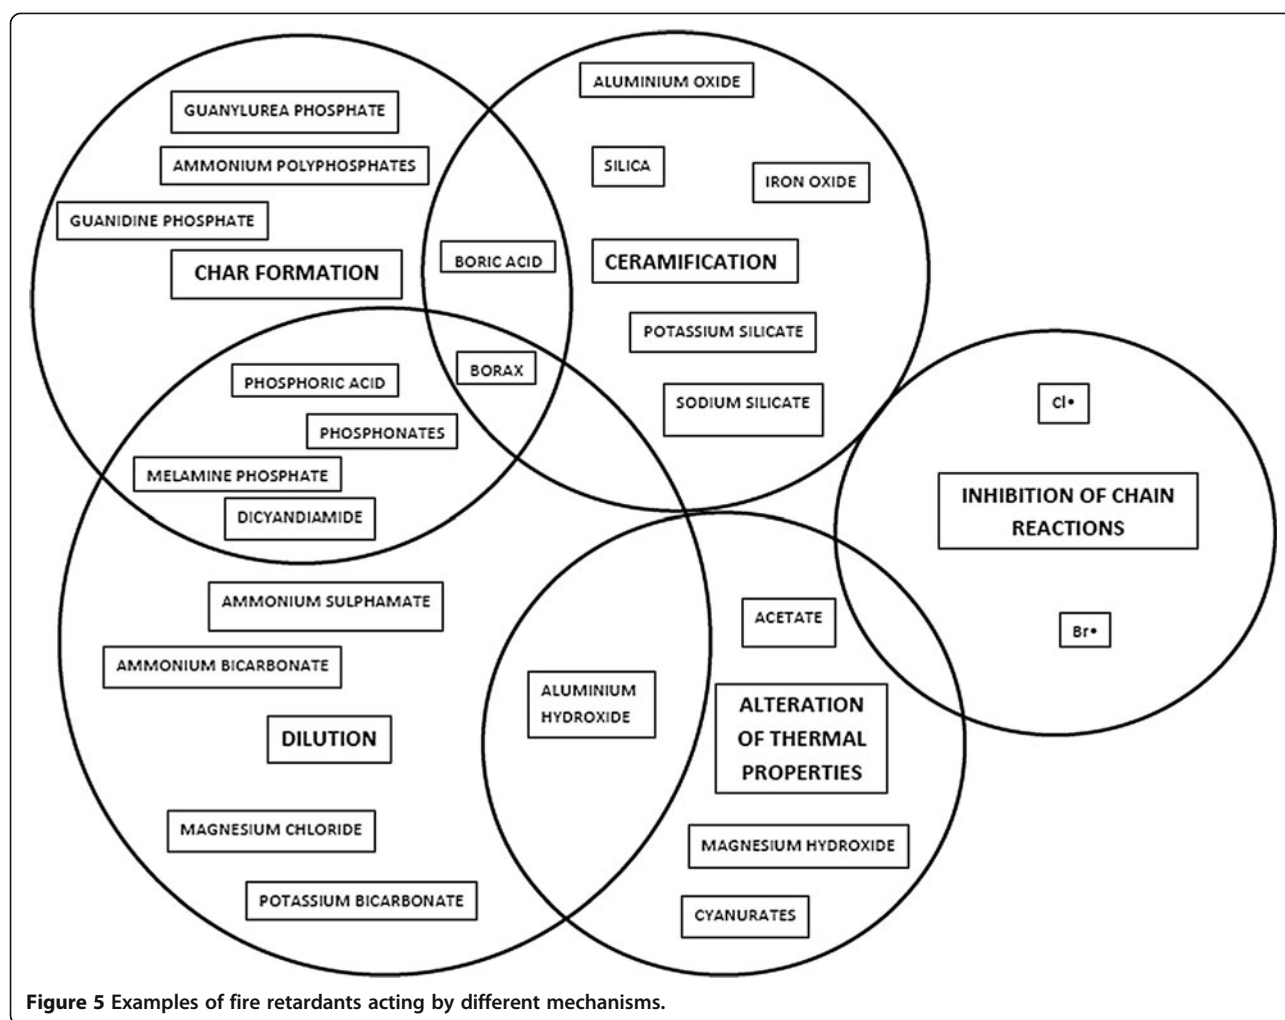 GUANYLUREA PHOSPHATE
AMMONIUM POLYPHOSPHATES
GUANIDINE PHOSPHATE
CHAR FORMATION
BORIC ACID
ALUMINIUM OXIDE
SILICA
IRON OXIDE
CERAMIFICATION
POTASSIUM SILICATE
SODIUM SILICATE
BORAX
PHOSPHORIC ACID
PHOSPHONATES
MELAMINE PHOSPHATE
DICYANDIAMIDE
Cl•
INHIBITION OF CHAIN
REACTIONS
Br•
AMMONIUM SULPHAMATE
AMMONIUM BICARBONATE
DILUTION
MAGNESIUM CHLORIDE
POTASSIUM BICARBONATE
ALUMINIUM
HYDROXIDE
ACETATE
ALTERATION
OF THERMAL
PROPERTIES
MAGNESIUM HYDROXIDE
CYANURATES
Figure 5 Examples of fire retardants acting by different mechanisms.